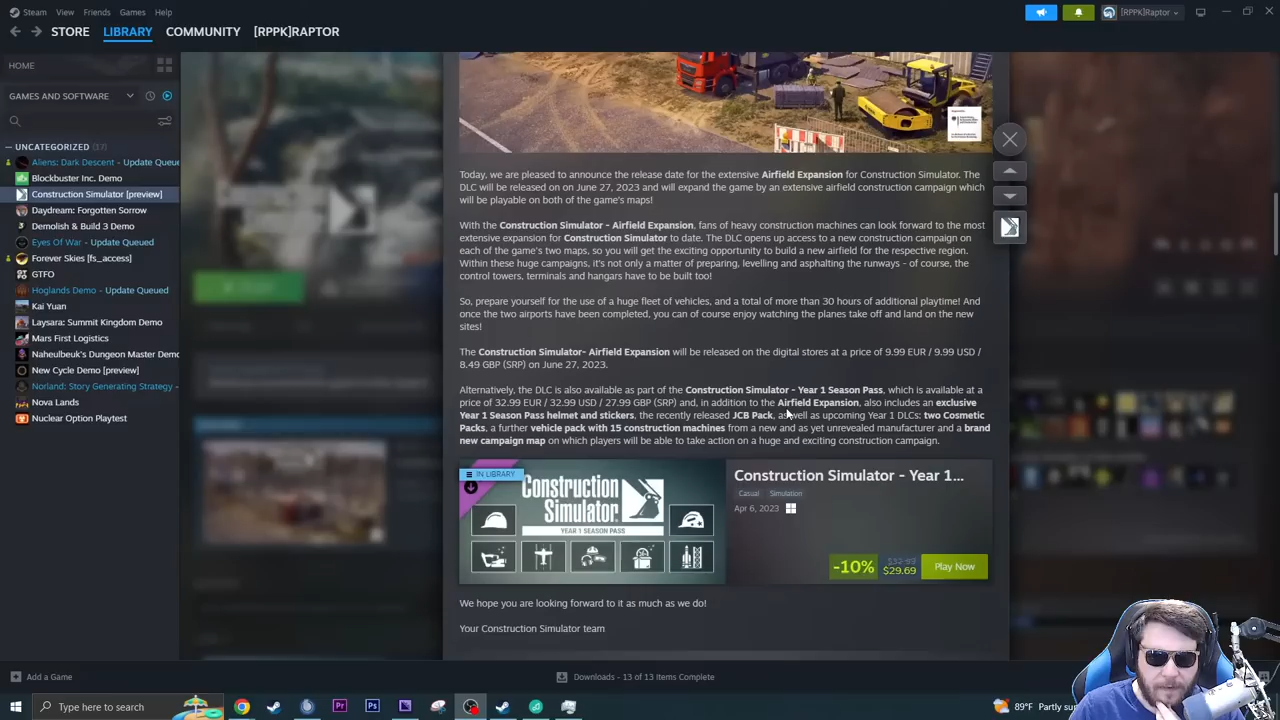 Steam View Friends Games Help
[RPPK]Raptor
STORE LIBRARY COMMUNITY [RPPK]RAPTOR
HOME
GAMES AND SOFTWARE
UNCATEGORIZED (17)
Aliens: Dark Descent - Update Queue
Blockbuster Inc. Demo
Construction Simulator [preview]
Daydream: Forgotten Sorrow
Demolish & Build 3 Demo
Eyes Of War - Update Queued
Forever Skies [fs_access]
GTFO
Hoglands Demo - Update Queued
Kai Yuan
Laysara: Summit Kingdom Demo
Mars First Logistics
Naheulbeuk's Dungeon Master Demo
New Cycle Demo [playtest]
Norland: Story Generating Strategy -
Nova Lands
Nuclear Option Playtest
Today, we are pleased to announce the release date for the extensive Airfield Expansion for Construction Simulator. The
DLC will be released on on June 27, 2023 and will expand the game by an extensive airfield construction campaign which
will be playable on both of the game's two maps!
With the Construction Simulator - Airfield Expansion, fans of heavy construction machines can look forward to the most
extensive expansion for Construction Simulator to date. The DLC opens up access to a new construction campaign on
each of the game's two maps, so you will get the exciting opportunity to build a new airfield for the respective region.
Within these huge campaigns, it's not only a matter of preparing, levelling and asphalting the runways - of course, the
control towers, terminals and hangars have to be built too!
So, prepare yourself for the use of a huge fleet of vehicles, and a total of more than 30 hours of additional playtime! And
once the two airports have been completed, you can of course enjoy watching the planes take off and land on the new
sites!
The Construction Simulator- Airfield Expansion will be released on the digital stores at a price of 9.99 EUR / 9.99 USD /
8.49 GBP (SRP) on June 27, 2023.
Alternatively, the DLC is also available as part of the Construction Simulator - Year 1 Season Pass, which is available at a
price of 32.99 EUR / 32.99 USD / 27.99 GBP (SRP) and, in addition to the Airfield Expansion, also includes an exclusive
Year 1 Season Pass helmet and stickers, the recently released JCB Pack, as well as upcoming Year 1 DLCs: two Cosmetic
Packs, a further vehicle pack with 15 construction machines from a new and as yet unrevealed manufacturer and a brand
new campaign map on which players will be able to take action on a huge and exciting construction campaign.
IN LIBRARY
Construction
Simulator
YEAR 1 SEASON PASS
Construction Simulator - Year 1...
Casual Simulation
Apr 6, 2023
-10% $32.99
$29.69
Play Now
We hope you are looking forward to it as much as we do!
Your Construction Simulator team
Add a Game
Downloads - 13 of 13 Items Complete
Type here to search
89°F Partly